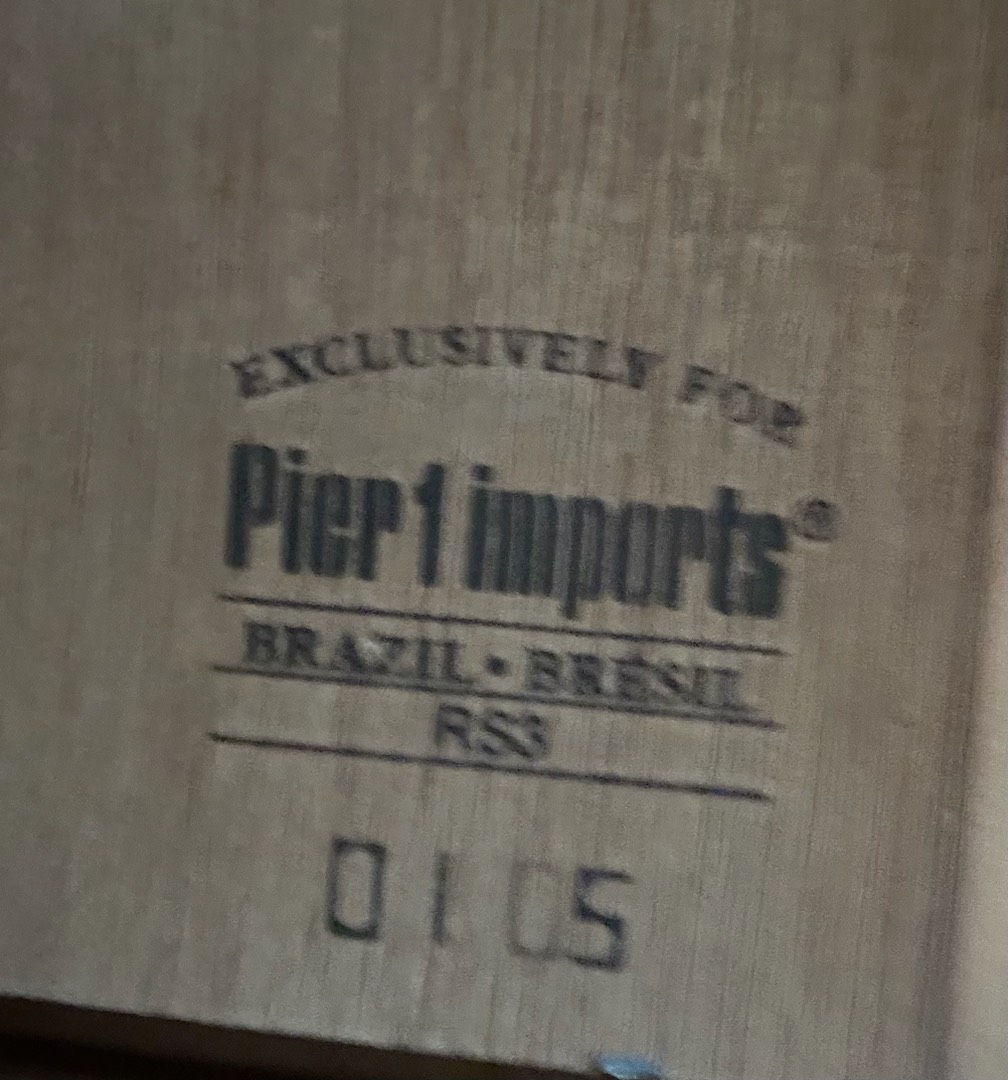 EXCLUSIVELY FOR
Pier 1 imports®
BRAZIL • BRÉSIL
RS3
0105